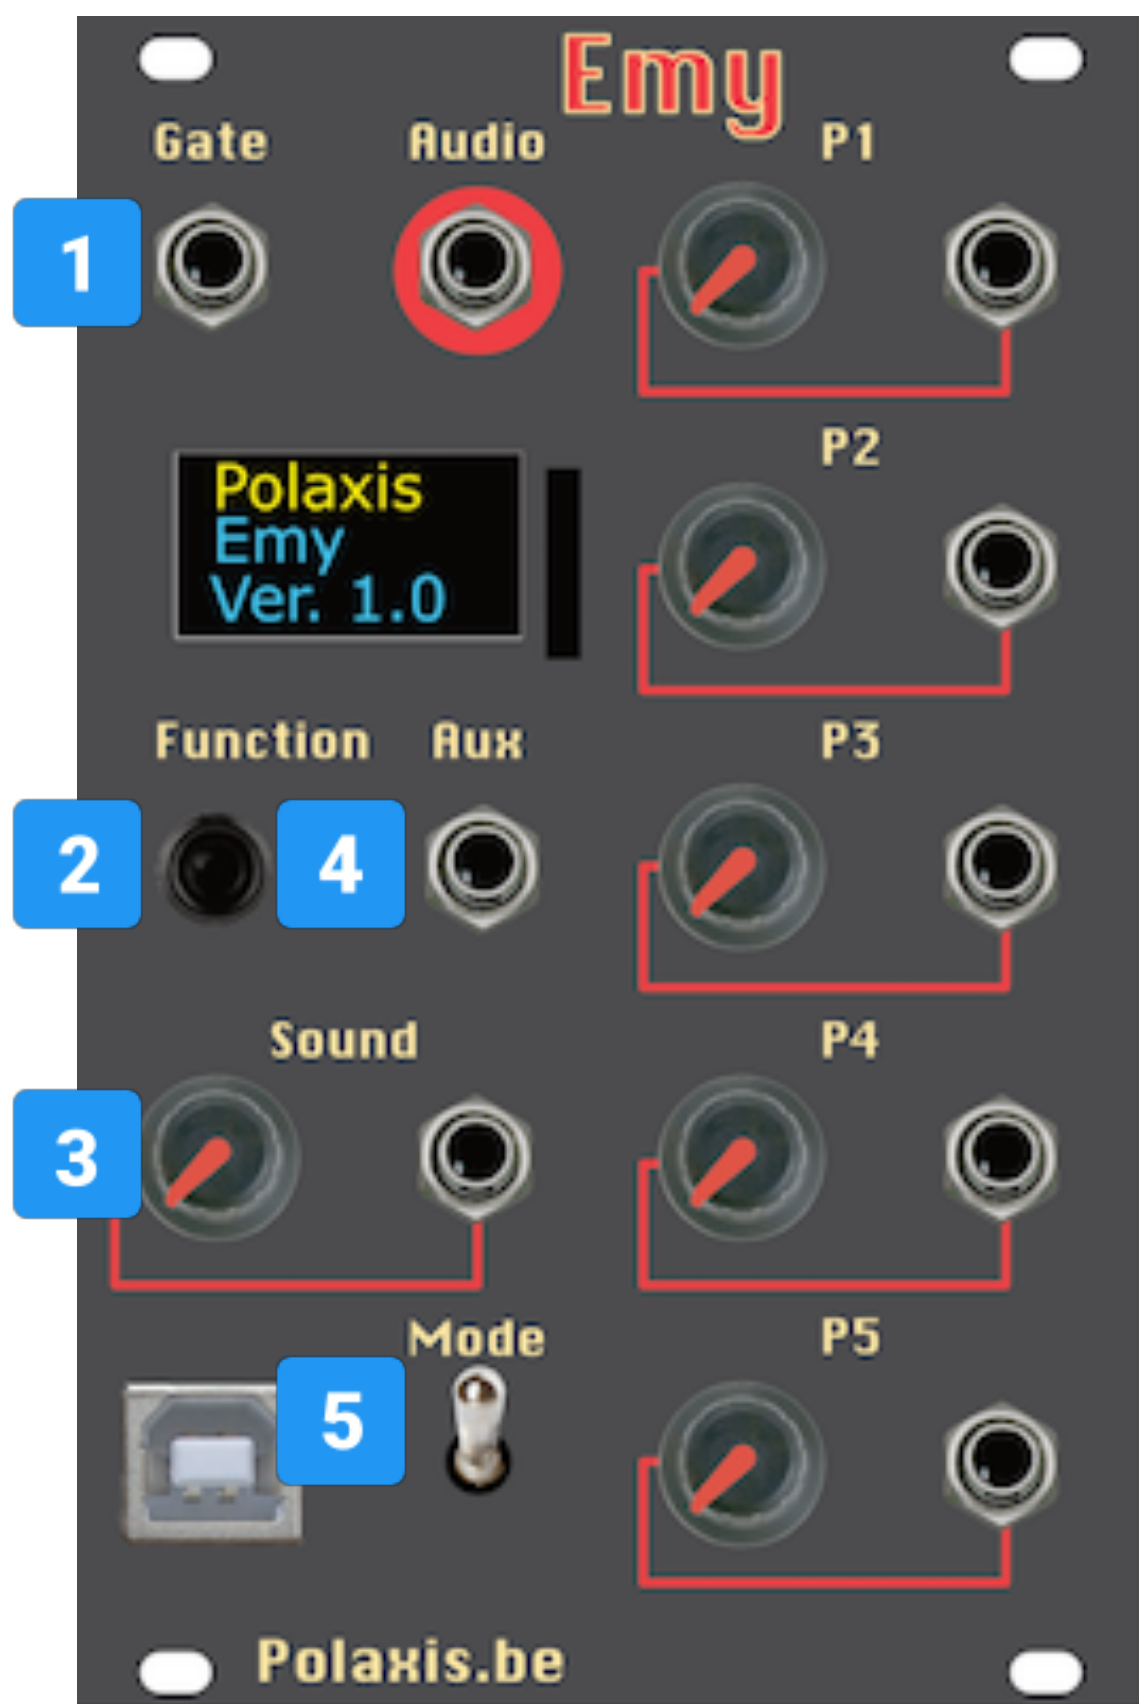 Emy
Gate Audio P1
1
P2
Polaxis
Emy
Ver. 1.0
Function Aux P3
2 4
Sound P4
3
Mode P5
5
Polaxis.be